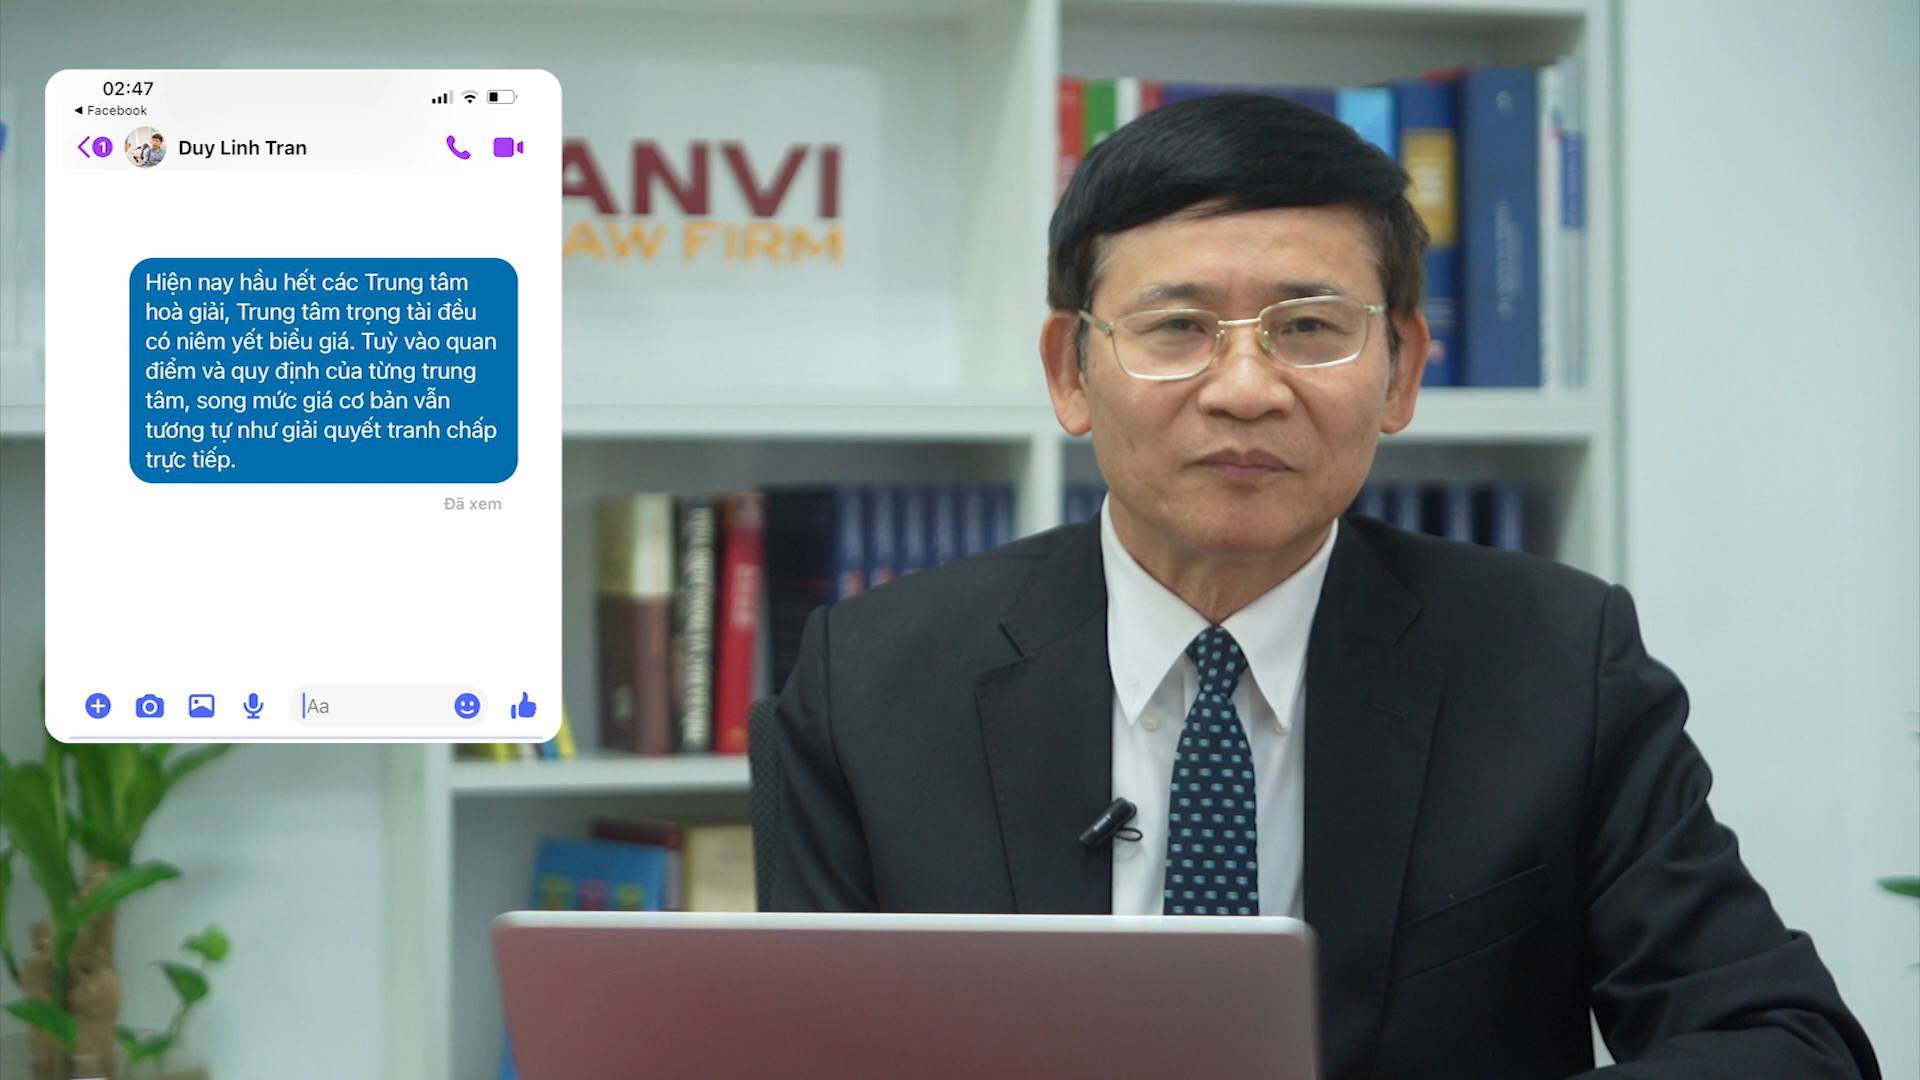 02:47
Facebook
1
Duy Linh Tran
Hiện nay hầu hết các Trung tâm
hoà giải, Trung tâm trọng tài đều
có niêm yết biểu giá. Tuỳ vào quan
điểm và quy định của từng trung
tâm, song mức giá cơ bản vẫn
tương tự như giải quyết tranh chấp
trực tiếp.
Đã xem
Aa
ANVI
AW FIRM